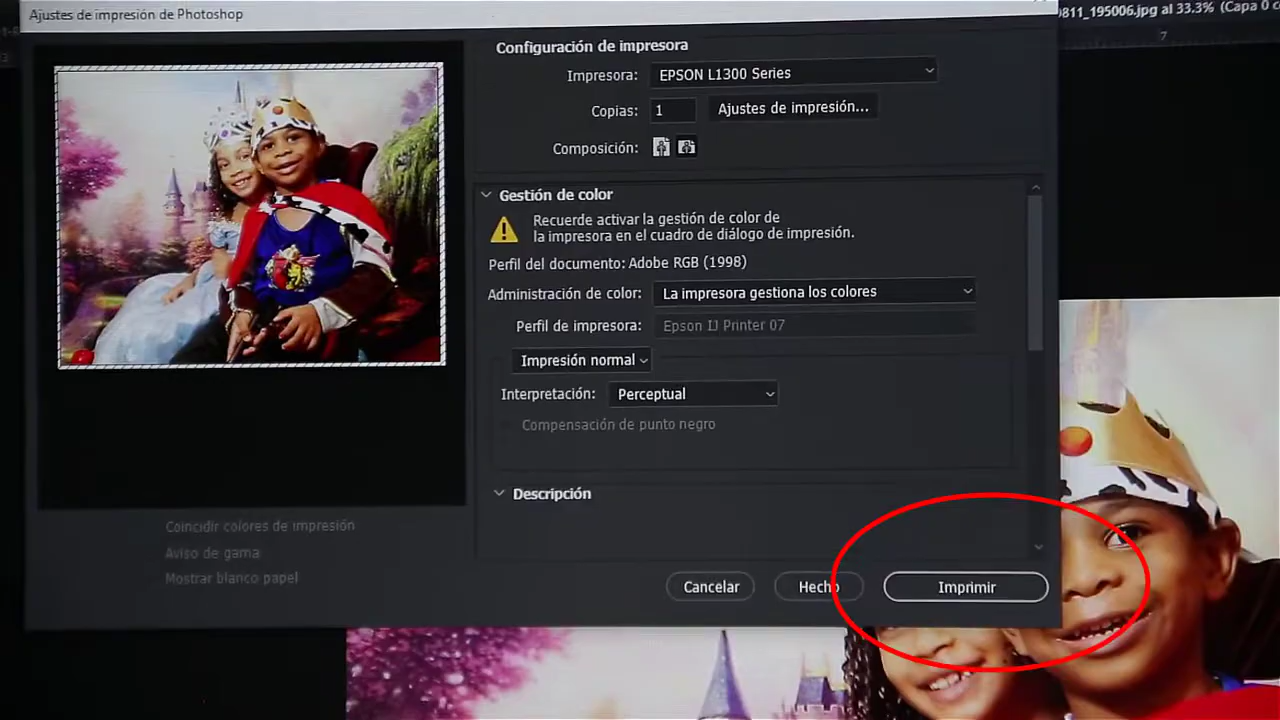 Ajustes de impresión de Photoshop
0811_195006.jpg al 33.3% (Capa 0 c
7
Configuración de impresora
Impresora: EPSON L1300 Series
Copias: 1 Ajustes de impresión...
Composición:
Gestión de color
Recuerde activar la gestión de color de
la impresora en el cuadro de diálogo de impresión.
Perfil del documento: Adobe RGB (1998)
Administración de color: La impresora gestiona los colores
Perfil de impresora: Epson IJ Printer 07
Impresión normal
Interpretación: Perceptual
Compensación de punto negro
Descripción
Coincidir colores de impresión
Aviso de gama
Mostrar blanco papel
Cancelar Hecho Imprimir